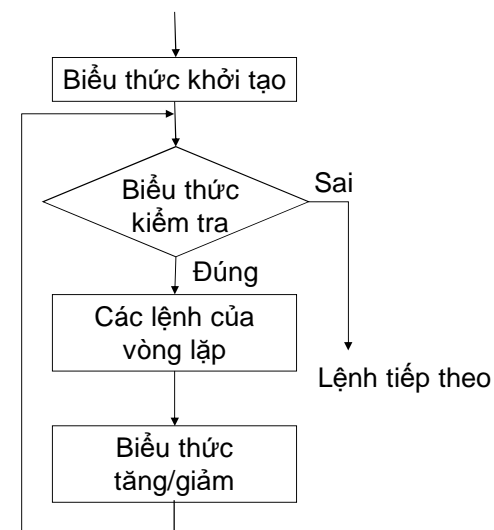 Biểu thức khởi tạo
Biểu thức
kiểm tra
Sai
Đúng
Các lệnh của
vòng lặp
Lệnh tiếp theo
Biểu thức
tăng/giảm